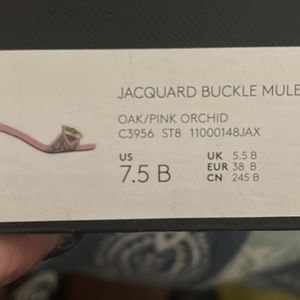 JACQUARD BUCKLE MULE
OAK/PINK ORCHID
C3956 ST8 11000148JAX
US
7.5 B
UK 5.5 B
EUR 38 B
CN 245 B